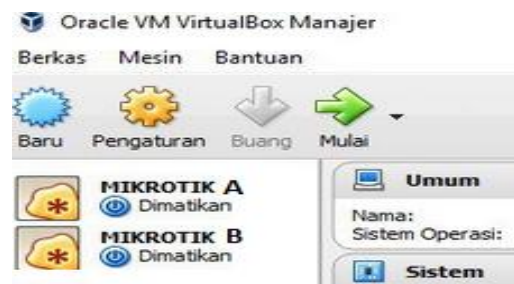 Oracle VM VirtualBox Manajer
Berkas Mesin Bantuan
Baru Pengaturan Buang Mulai
MIKROTIK A
Dimatikan
MIKROTIK B
Dimatikan
Umum
Nama:
Sistem Operasi:
Sistem